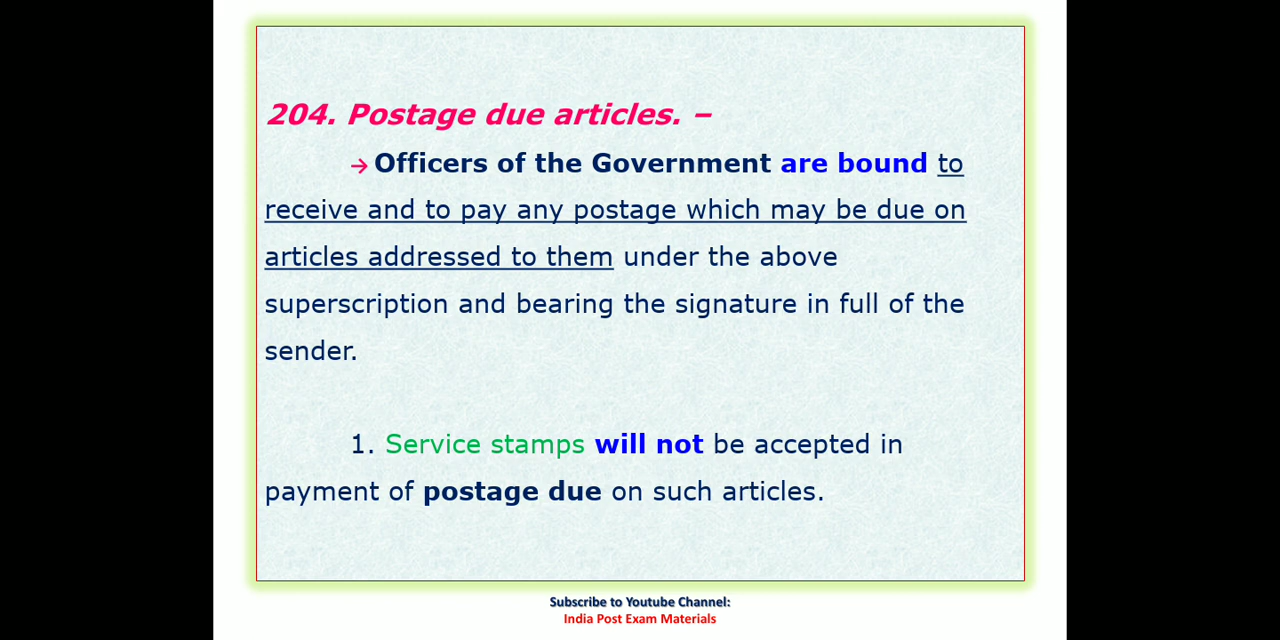 204. Postage due articles. –
→ Officers of the Government are bound to
receive and to pay any postage which may be due on
articles addressed to them under the above
superscription and bearing the signature in full of the
sender.
1. Service stamps will not be accepted in
payment of postage due on such articles.
Subscribe to Youtube Channel:
India Post Exam Materials